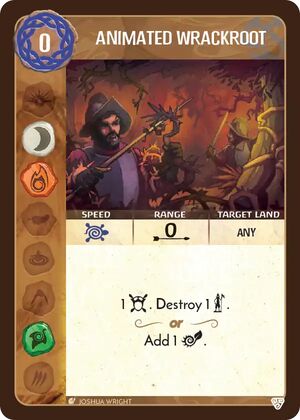 0
ANIMATED WRACKROOT
SPEED RANGE TARGET LAND
0 ANY
1 . Destroy 1 .
or
Add 1 .
JOSHUA WRIGHT